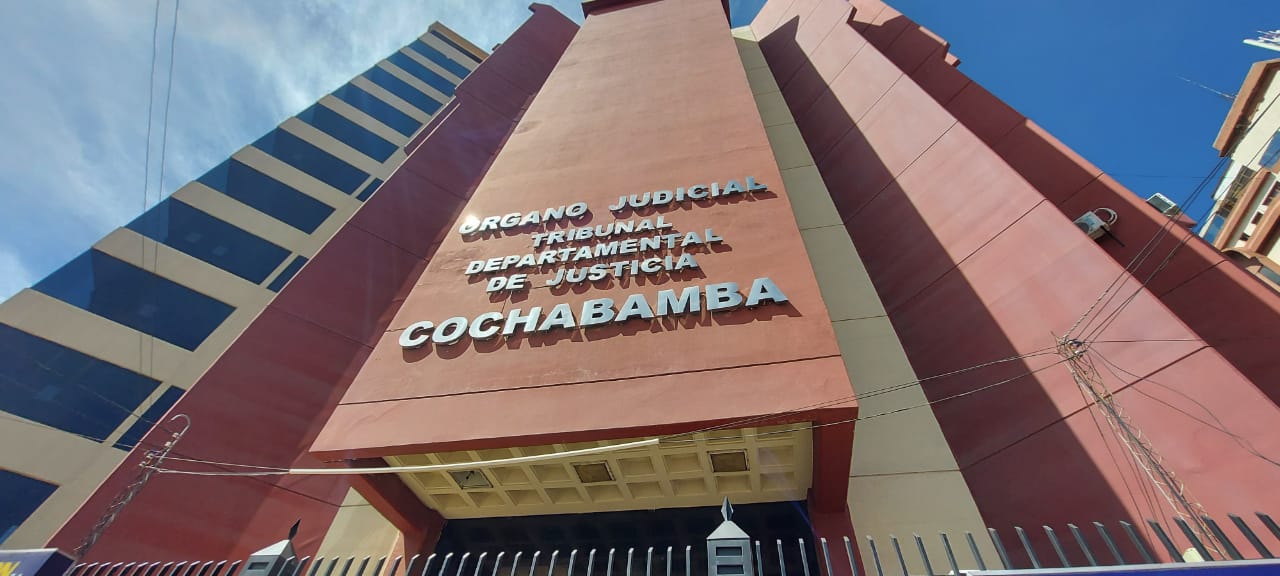 ORGANO JUDICIAL
TRIBUNAL
DEPARTAMENTAL
DE JUSTICIA
COCHABAMBA